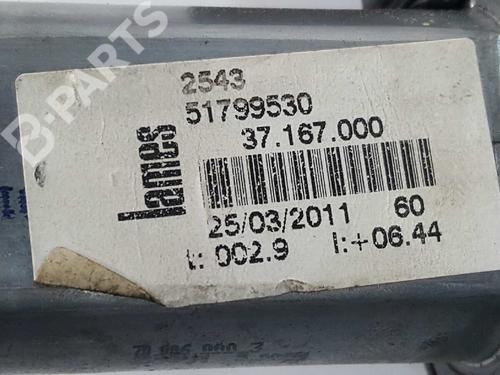 B-PARTS
2543
51799530
37.167.000
lames
25/03/2011 60
t: 002.9 I:+06.44